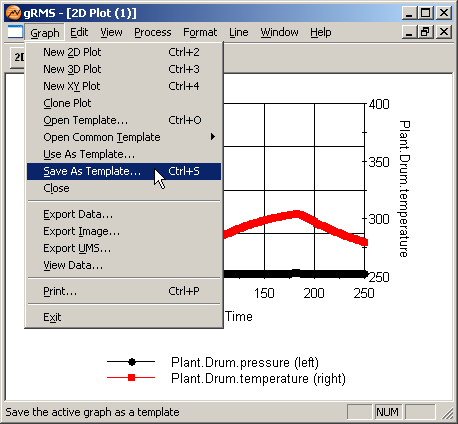 gRMS - [2D Plot (1)]
Graph Edit View Process Format Line Window Help
2D
New 2D Plot Ctrl+2
New 3D Plot Ctrl+3
New XY Plot Ctrl+4
Clone Plot
Open Template... Ctrl+O
Open Common Template
Use As Template...
Save As Template... Ctrl+S
Close
Export Data...
Export Image...
Export UMS...
View Data...
Print... Ctrl+P
Exit
400
350
300
250
Plant.Drum.temperature
150 200 250
Time
Plant.Drum.pressure (left)
Plant.Drum.temperature (right)
Save the active graph as a template NUM